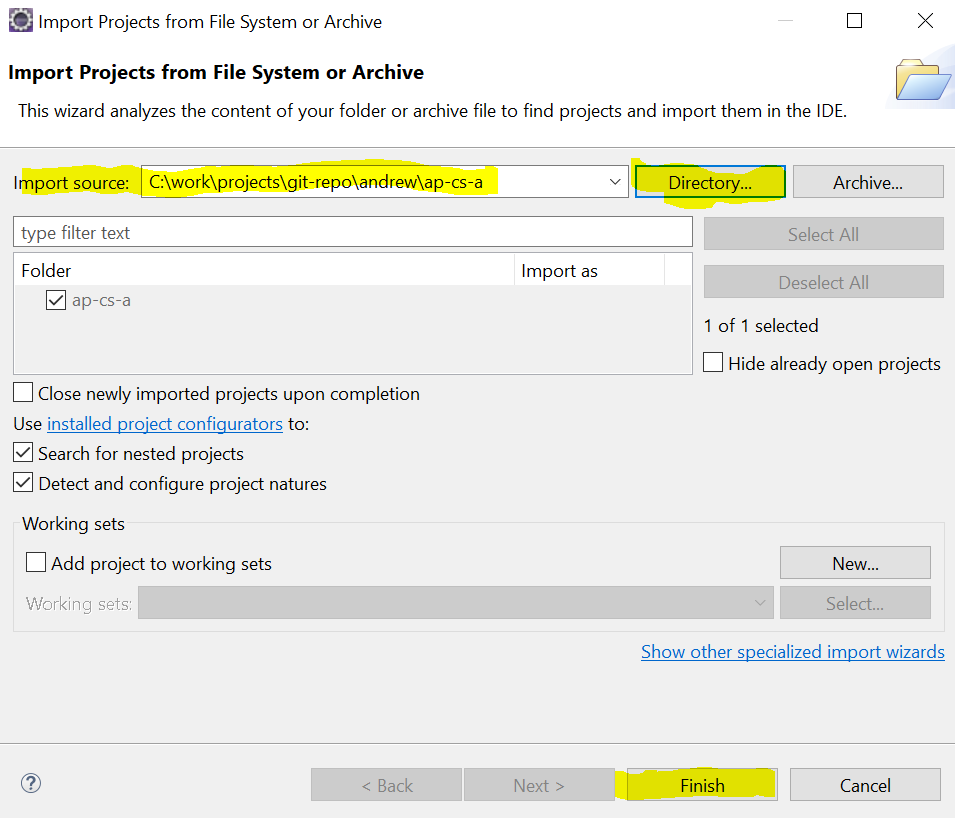 Import Projects from File System or Archive
Import Projects from File System or Archive
This wizard analyzes the content of your folder or archive file to find projects and import them in the IDE.
Import source: C:\work\projects\git-repo\andrew\ap-cs-a Directory... Archive...
type filter text Select All
Folder Import as
Deselect All
ap-cs-a
1 of 1 selected
Hide already open projects
Close newly imported projects upon completion
Use installed project configurators to:
Search for nested projects
Detect and configure project natures
Working sets
Add project to working sets New...
Working sets: Select...
Show other specialized import wizards
? < Back Next > Finish Cancel